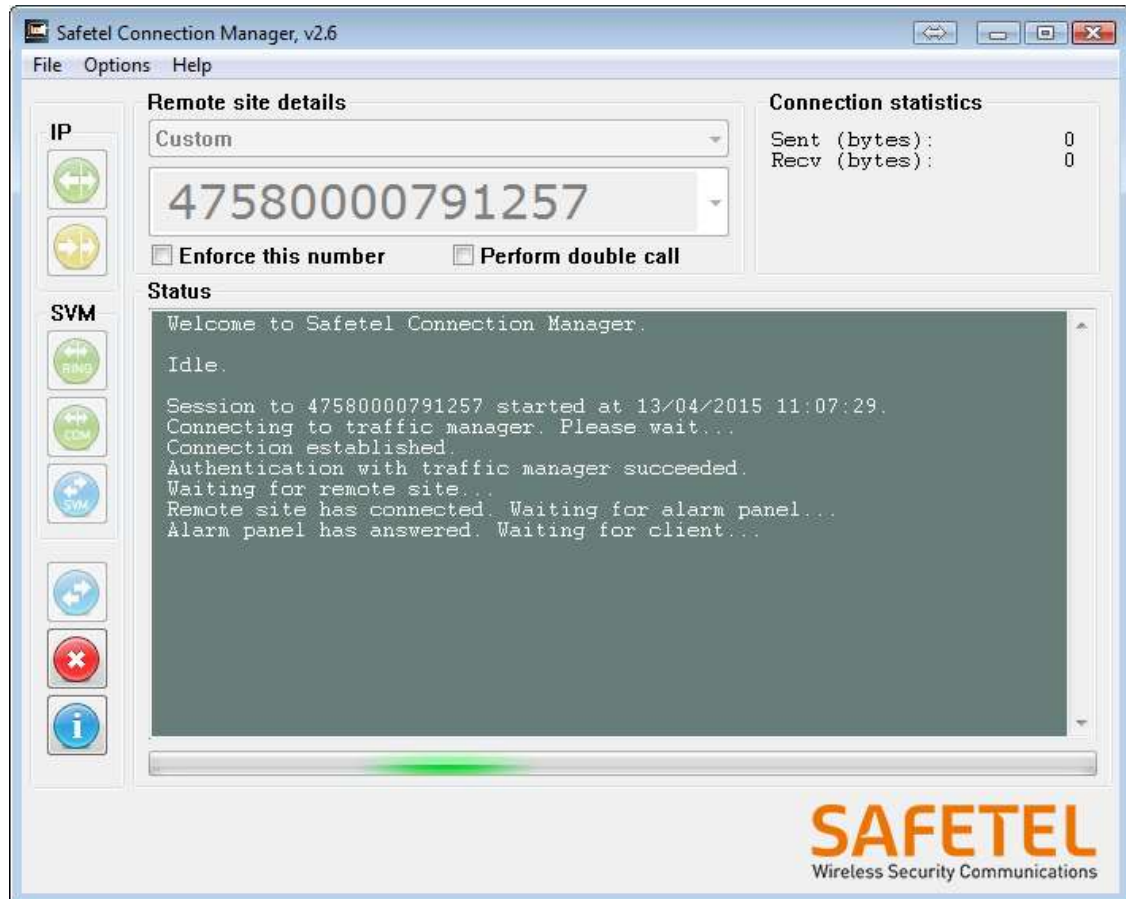 Safetel Connection Manager, v2.6
File Options Help
Remote site details
Custom
47580000791257
Enforce this number
Perform double call
Connection statistics
Sent (bytes): 0
Recv (bytes): 0
IP
SVM
RING
COM
SVM
Status
Welcome to Safetel Connection Manager.
Idle.
Session to 47580000791257 started at 13/04/2015 11:07:29.
Connecting to traffic manager. Please wait...
Connection established.
Authentication with traffic manager succeeded.
Waiting for remote site...
Remote site has connected. Waiting for alarm panel...
Alarm panel has answered. Waiting for client...
SAFETEL
Wireless Security Communications